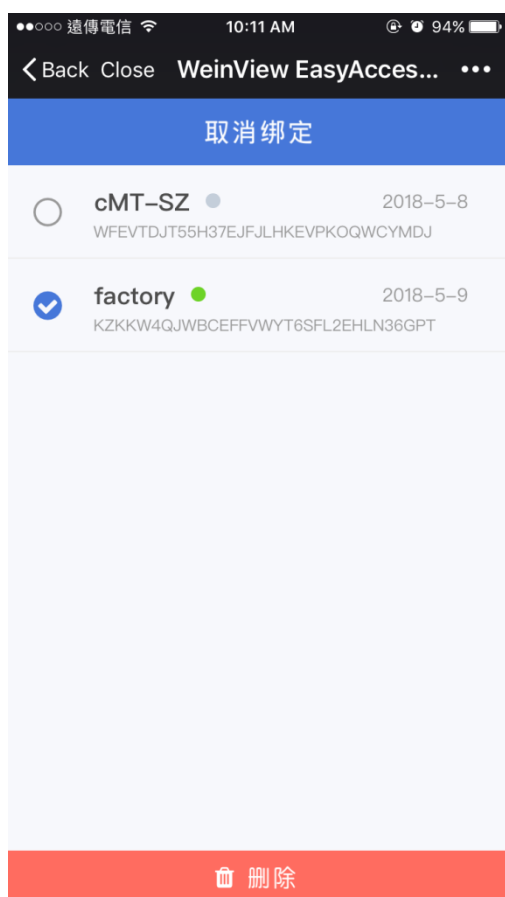 遠傳電信 10:11 AM 94%
Back Close WeinView EasyAcces... •••
取消绑定
cMT-SZ 2018-5-8
WFEVTDJT55H37EJFJLHKEVPKOQWCYMDJ
factory 2018-5-9
KZKKW4QJWBCEFFVWYT6SFL2EHLN36GPT
删除